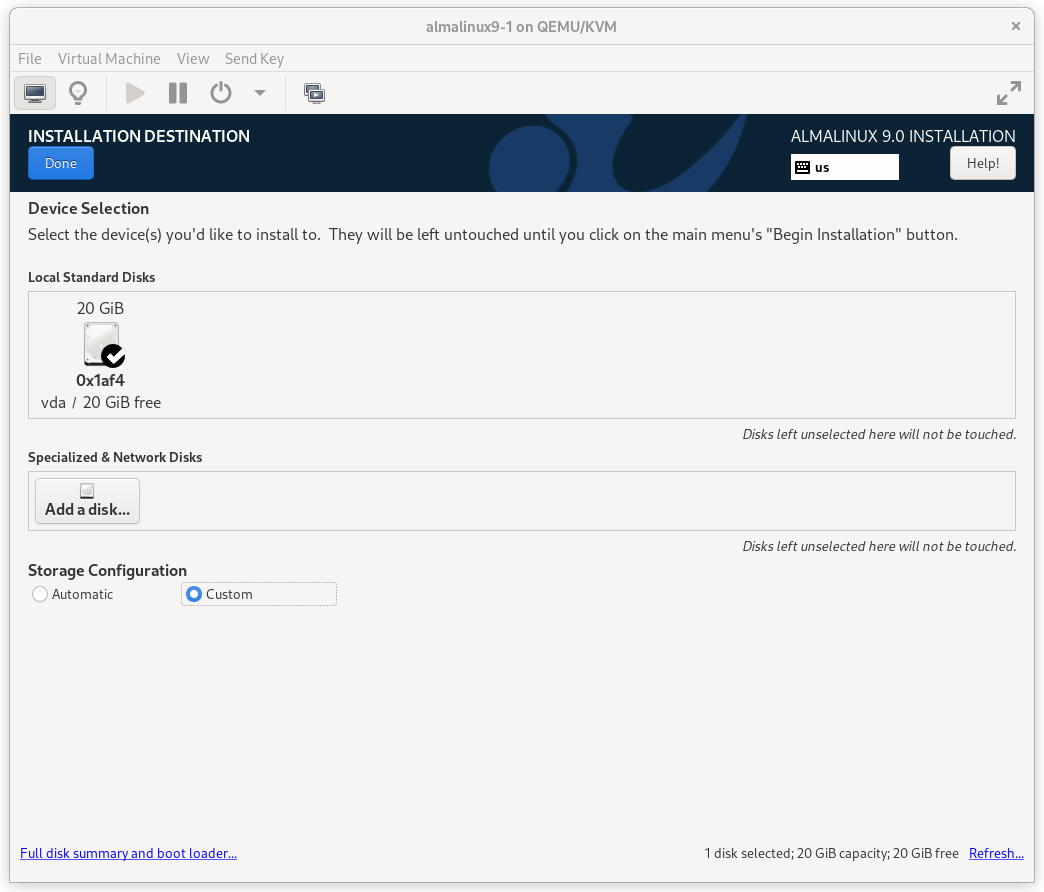 almalinux9-1 on QEMU/KVM
File Virtual Machine View Send Key
INSTALLATION DESTINATION
ALMALINUX 9.0 INSTALLATION
Done
us
Help!
Device Selection
Select the device(s) you'd like to install to.  They will be left untouched until you click on the main menu's "Begin Installation" button.
Local Standard Disks
20 GiB
0x1af4
vda / 20 GiB free
Disks left unselected here will not be touched.
Specialized & Network Disks
Add a disk...
Disks left unselected here will not be touched.
Storage Configuration
Automatic Custom
Full disk summary and boot loader... 1 disk selected; 20 GiB capacity; 20 GiB free Refresh...